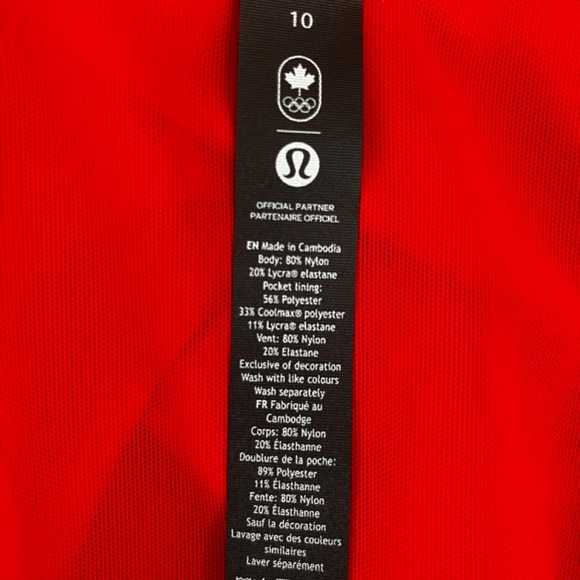 10
OFFICIAL PARTNER
PARTENAIRE OFFICIEL
EN Made in Cambodia
Body: 80% Nylon
20% Lycra® elastane
Pocket lining:
56% Polyester
33% Coolmax® polyester
11% Lycra® elastane
Vent: 80% Nylon
20% Elastane
Exclusive of decoration
Wash with like colours
Wash separately
FR Fabriqué au
Cambodge
Corps: 80% Nylon
20% Élasthanne
Doublure de la poche:
89% Polyester
11% Élasthanne
Fente: 80% Nylon
20% Élasthanne
Sauf la décoration
Lavage avec des couleurs
similaires
Laver séparément